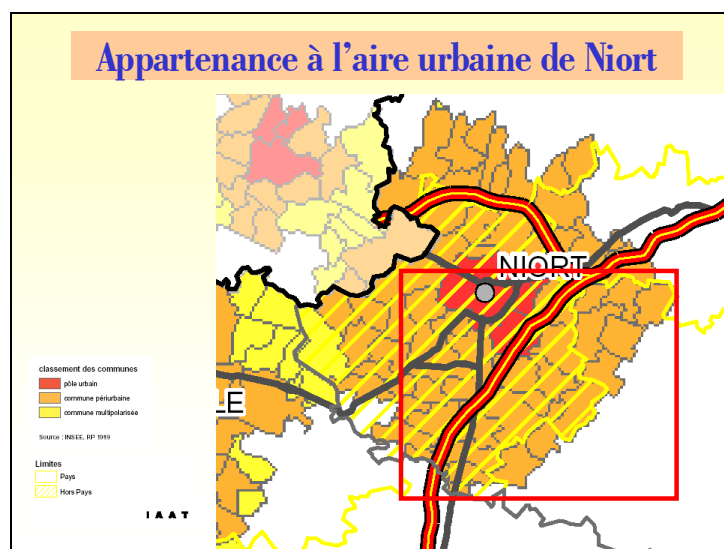 Appartenance à l'aire urbaine de Niort
NIORT
LE
classement des communes
pôle urbain
commune périurbaine
commune multipolarisée
Source : INSEE, RP 1999
Limites
Pays
Hors Pays
I A A T